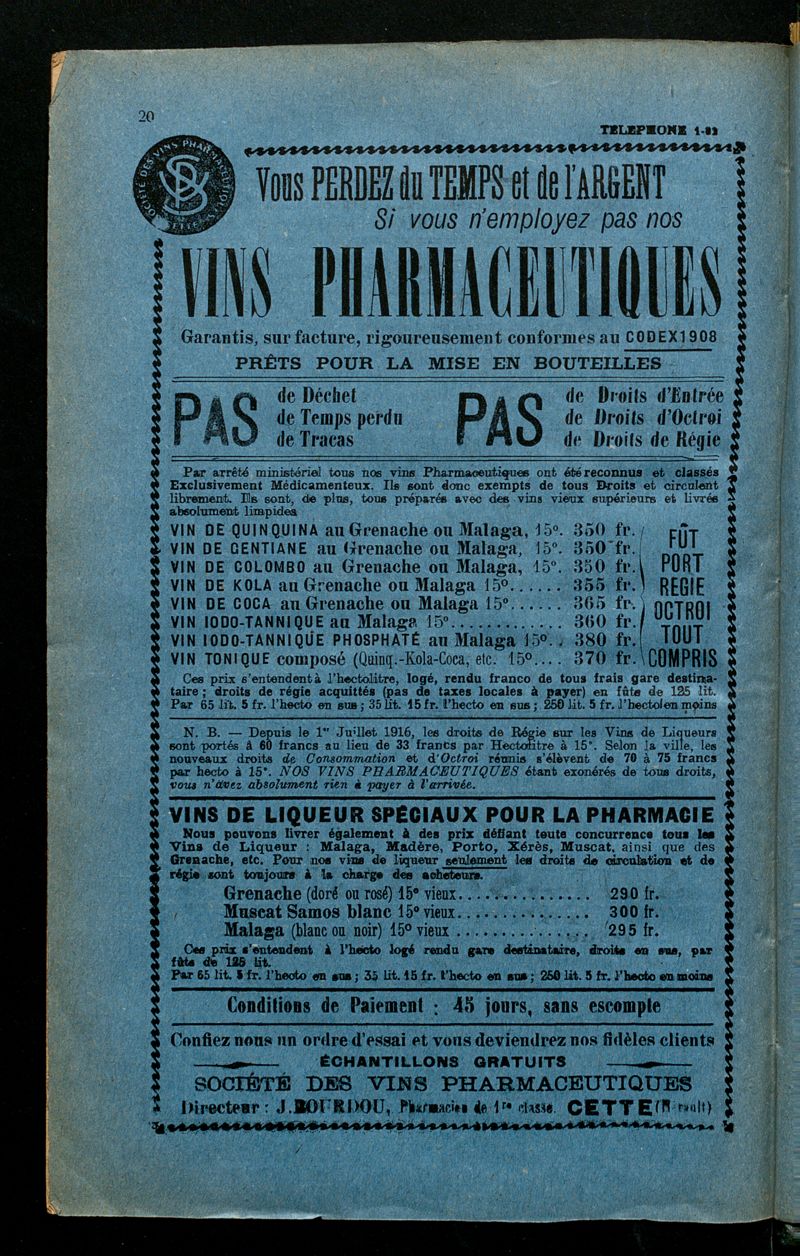 20
TELEPHONE 1-
SOCIÉTÉ DES VINS PHARMACEUTIQUES
CETTE
Vous PERDEZ du TEMPS et de l'ARGENT
Si vous n'employez pas nos
VINS PHARMACEUTIQUES
Garantis, sur facture, rigoureusement conformes au CODEX 1908
PRÊTS POUR LA MISE EN BOUTEILLES
PAS de Déchet
de Temps perdu
de Tracas
PAS de Droits d'Entrée
de Droits d'Octroi
de Droits de Régie
Par arrêté ministériel tous nos vins Pharmaceutiques ont été reconnus et classés
Exclusivement Médicamenteux. Ils sont donc exempts de tous Droits et circulent
librement. Ils sont, de plus, tous préparés avec des vins vieux supérieurs et livrés
absolument limpides
VIN DE QUINQUINA au Grenache ou Malaga, 15°. 350 fr.
VIN DE GENTIANE au Grenache ou Malaga, 15°. 350 fr.
VIN DE COLOMBO au Grenache ou Malaga, 15°. 350 fr.
VIN DE KOLA au Grenache ou Malaga 15°...... 355 fr.
VIN DE COCA au Grenache ou Malaga 15°...... 365 fr.
VIN IODO-TANNIQUE au Malaga 15°............. 360 fr.
VIN IODO-TANNIQUE PHOSPHATÉ au Malaga 15°.. 380 fr.
VIN TONIQUE composé (Quinq.-Kola-Coca, etc. 15°.... 370 fr.
FÛT
PORT
REGIE
OCTROI
TOUT
COMPRIS
Ces prix s'entendent à l'hectolitre, logé, rendu franco de tous frais gare destina-
taire ; droits de régie acquittés (pas de taxes locales à payer) en fûts de 125 lit.
Par 65 lit. 5 fr. l'hecto en sus ; 35 lit. 15 fr. l'hecto en sus ; 250 lit. 5 fr. l'hecto en moins
N. B. — Depuis le 1er Juillet 1916, les droits de Régie sur les Vins de Liqueurs
sont portés à 60 francs au lieu de 33 francs par Hectolitre à 15°. Selon la ville, les
nouveaux droits de Consommation et d'Octroi réunis s'élèvent de 70 à 75 francs
par hecto à 15°. NOS VINS PHARMACEUTIQUES étant exonérés de tous droits,
vous n'avez absolument rien à payer à l'arrivée.
VINS DE LIQUEUR SPÉCIAUX POUR LA PHARMACIE
Nous pouvons livrer également à des prix défiant toute concurrence tous les
Vins de Liqueur : Malaga, Madère, Porto, Xérès, Muscat, ainsi que des
Grenache, etc. Pour nos vins de liqueur seulement les droits de circulation et de
régie sont toujours à la charge des acheteurs.
Grenache (doré ou rosé) 15° vieux............... 290 fr.
Muscat Samos blanc 15° vieux............... 300 fr.
Malaga (blanc ou noir) 15° vieux ............... 295 fr.
Ces prix s'entendent à l'hecto logé rendu gare destinataire, droits en sus, par
fûts de 125 lit.
Par 65 lit. 5 fr. l'hecto en sus ; 35 lit. 15 fr. l'hecto en sus ; 250 lit. 5 fr. l'hecto en moins
Conditions de Paiement : 45 jours, sans escompte
Confiez nous un ordre d'essai et vous deviendrez nos fidèles clients
ÉCHANTILLONS GRATUITS
SOCIÉTÉ DES VINS PHARMACEUTIQUES
Directeur : J. BOURDOU, Pharmacien de 1re classe. CETTE (Hérault)